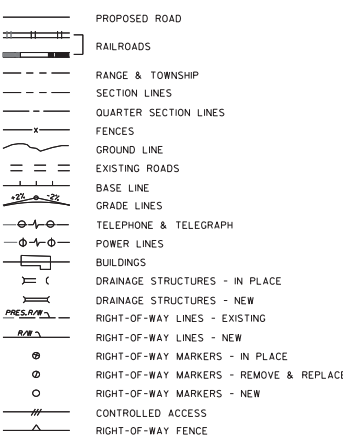 PROPOSED ROAD
RAILROADS
RANGE & TOWNSHIP
SECTION LINES
QUARTER SECTION LINES
x FENCES
GROUND LINE
EXISTING ROADS
BASE LINE
+2% -2% GRADE LINES
TELEPHONE & TELEGRAPH
POWER LINES
BUILDINGS
DRAINAGE STRUCTURES - IN PLACE
DRAINAGE STRUCTURES - NEW
PRES.R/W RIGHT-OF-WAY LINES - EXISTING
R/W RIGHT-OF-WAY LINES - NEW
RIGHT-OF-WAY MARKERS - IN PLACE
RIGHT-OF-WAY MARKERS - REMOVE & REPLACE
RIGHT-OF-WAY MARKERS - NEW
CONTROLLED ACCESS
RIGHT-OF-WAY FENCE